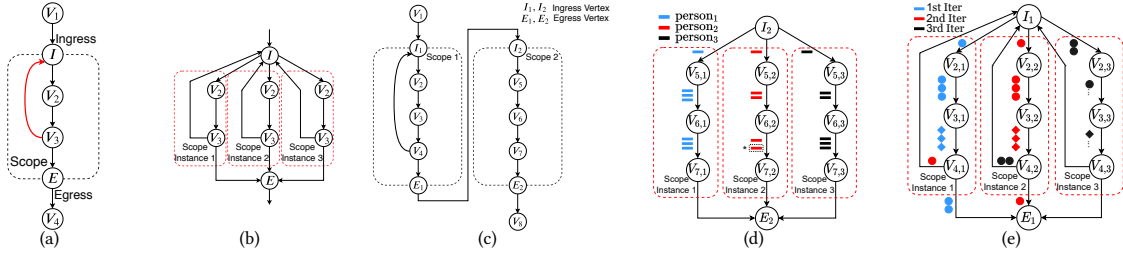 V1
Ingress
I
V2
V3
Scope
E
Egress
V4
(a)
I
V2 V2 V2
V3 V3 V3
Scope Instance 1
Scope Instance 2
Scope Instance 3
E
(b)
I1, I2 Ingress Vertex
E1, E2 Egress Vertex
V1
I1
Scope 1
V2
V3
V4
E1
I2
Scope 2
V5
V6
V7
E2
V8
(c)
person1
person2
person3
I2
V5,1 V5,2 V5,3
V6,1 V6,2 V6,3
*
V7,1 V7,2 V7,3
Scope Instance 1
Scope Instance 2
Scope Instance 3
E2
(d)
1st Iter
2nd Iter
3rd Iter
I1
V2,1 V2,2 V2,3
V3,1 V3,2 V3,3
V4,1 V4,2 V4,3
Scope Instance 1
Scope Instance 2
Scope Instance 3
E1
(e)